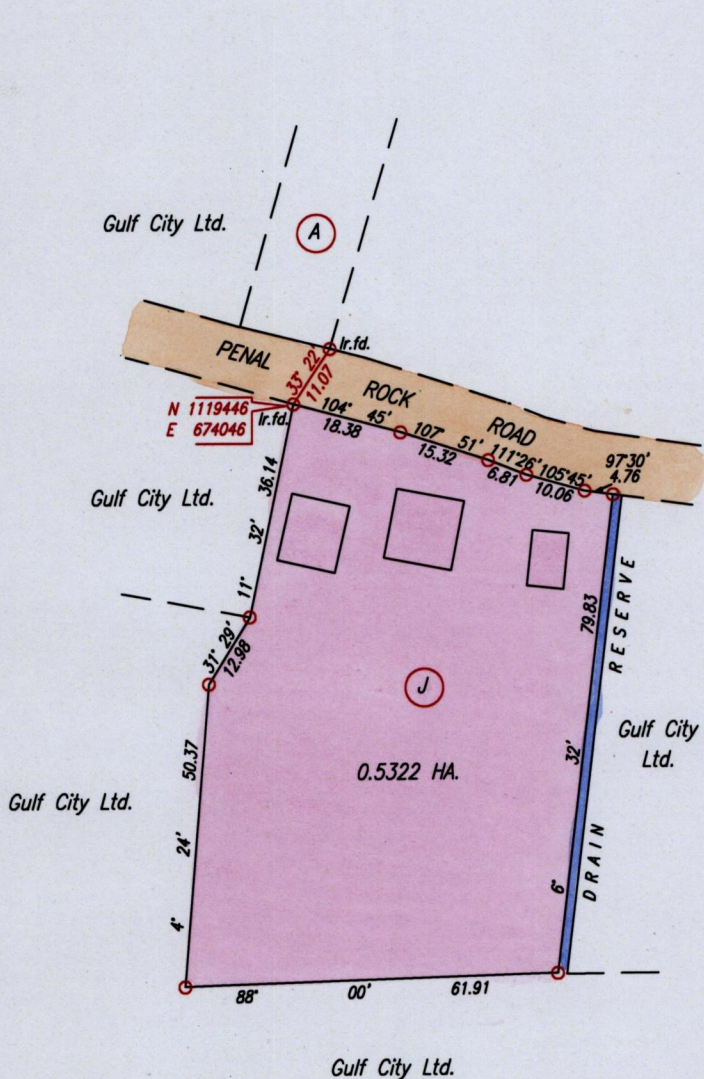 Gulf City Ltd.
A
Ir.fd.
PENAL
33° 22'
11.07
ROCK
ROAD
N 1119446
E 674046
Ir.fd.
104° 45'
18.38
107° 51'
15.32
111°26'
6.81
105°45'
10.06
97°30'
4.76
Gulf City Ltd.
36.14
32'
11°
31° 29'
12.98
79.83
32'
6°
RESERVE
DRAIN
J
0.5322 HA.
Gulf City
Ltd.
50.37
24'
4°
Gulf City Ltd.
88° 00' 61.91
Gulf City Ltd.